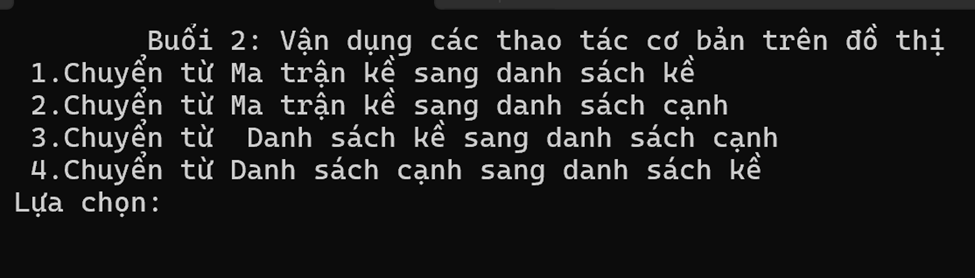 Buổi 2: Vận dụng các thao tác cơ bản trên đồ thị
1.Chuyển từ Ma trận kề sang danh sách kề
2.Chuyển từ Ma trận kề sang danh sách cạnh
3.Chuyển từ  Danh sách kề sang danh sách cạnh
4.Chuyển từ Danh sách cạnh sang danh sách kề
Lựa chọn: